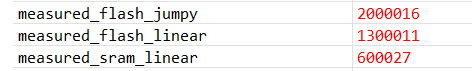 measured_flash_jumpy 2000016
measured_flash_linear 1300011
measured_sram_linear 600027